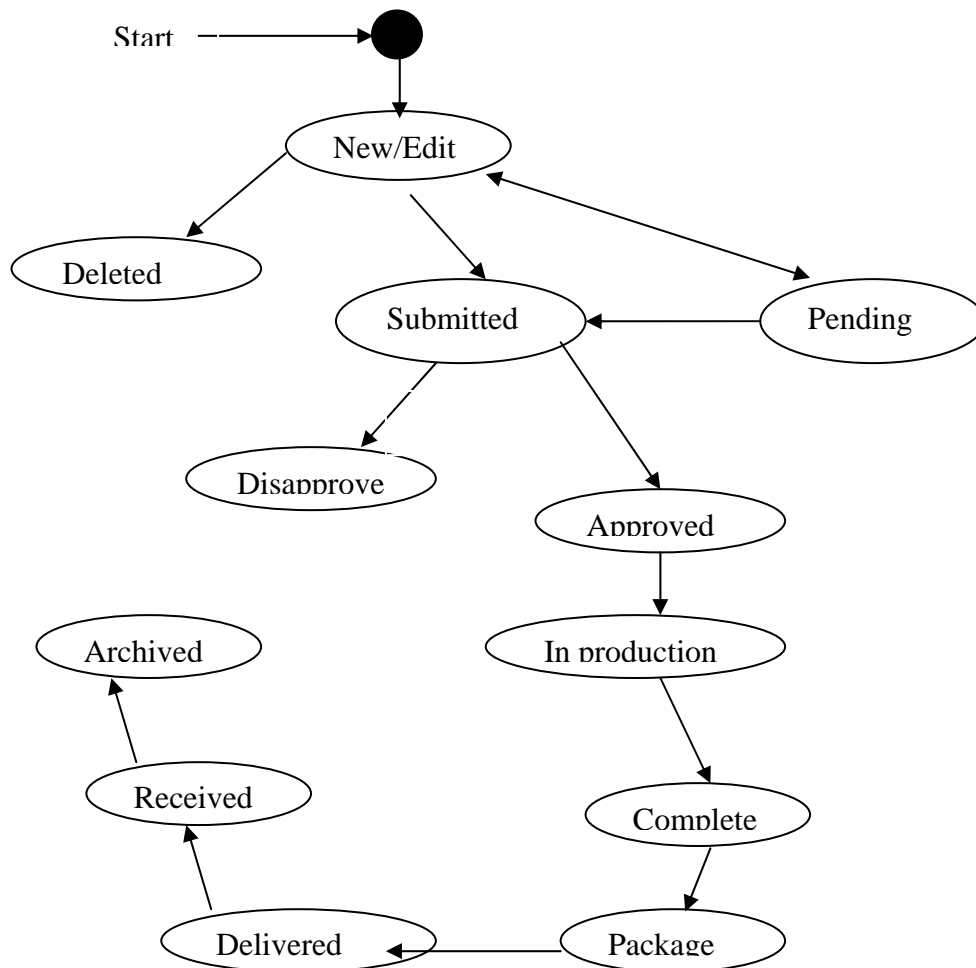 Start
New/Edit
Deleted
Submitted
Pending
Disapprove
Approved
Archived
In production
Received
Complete
Delivered
Package